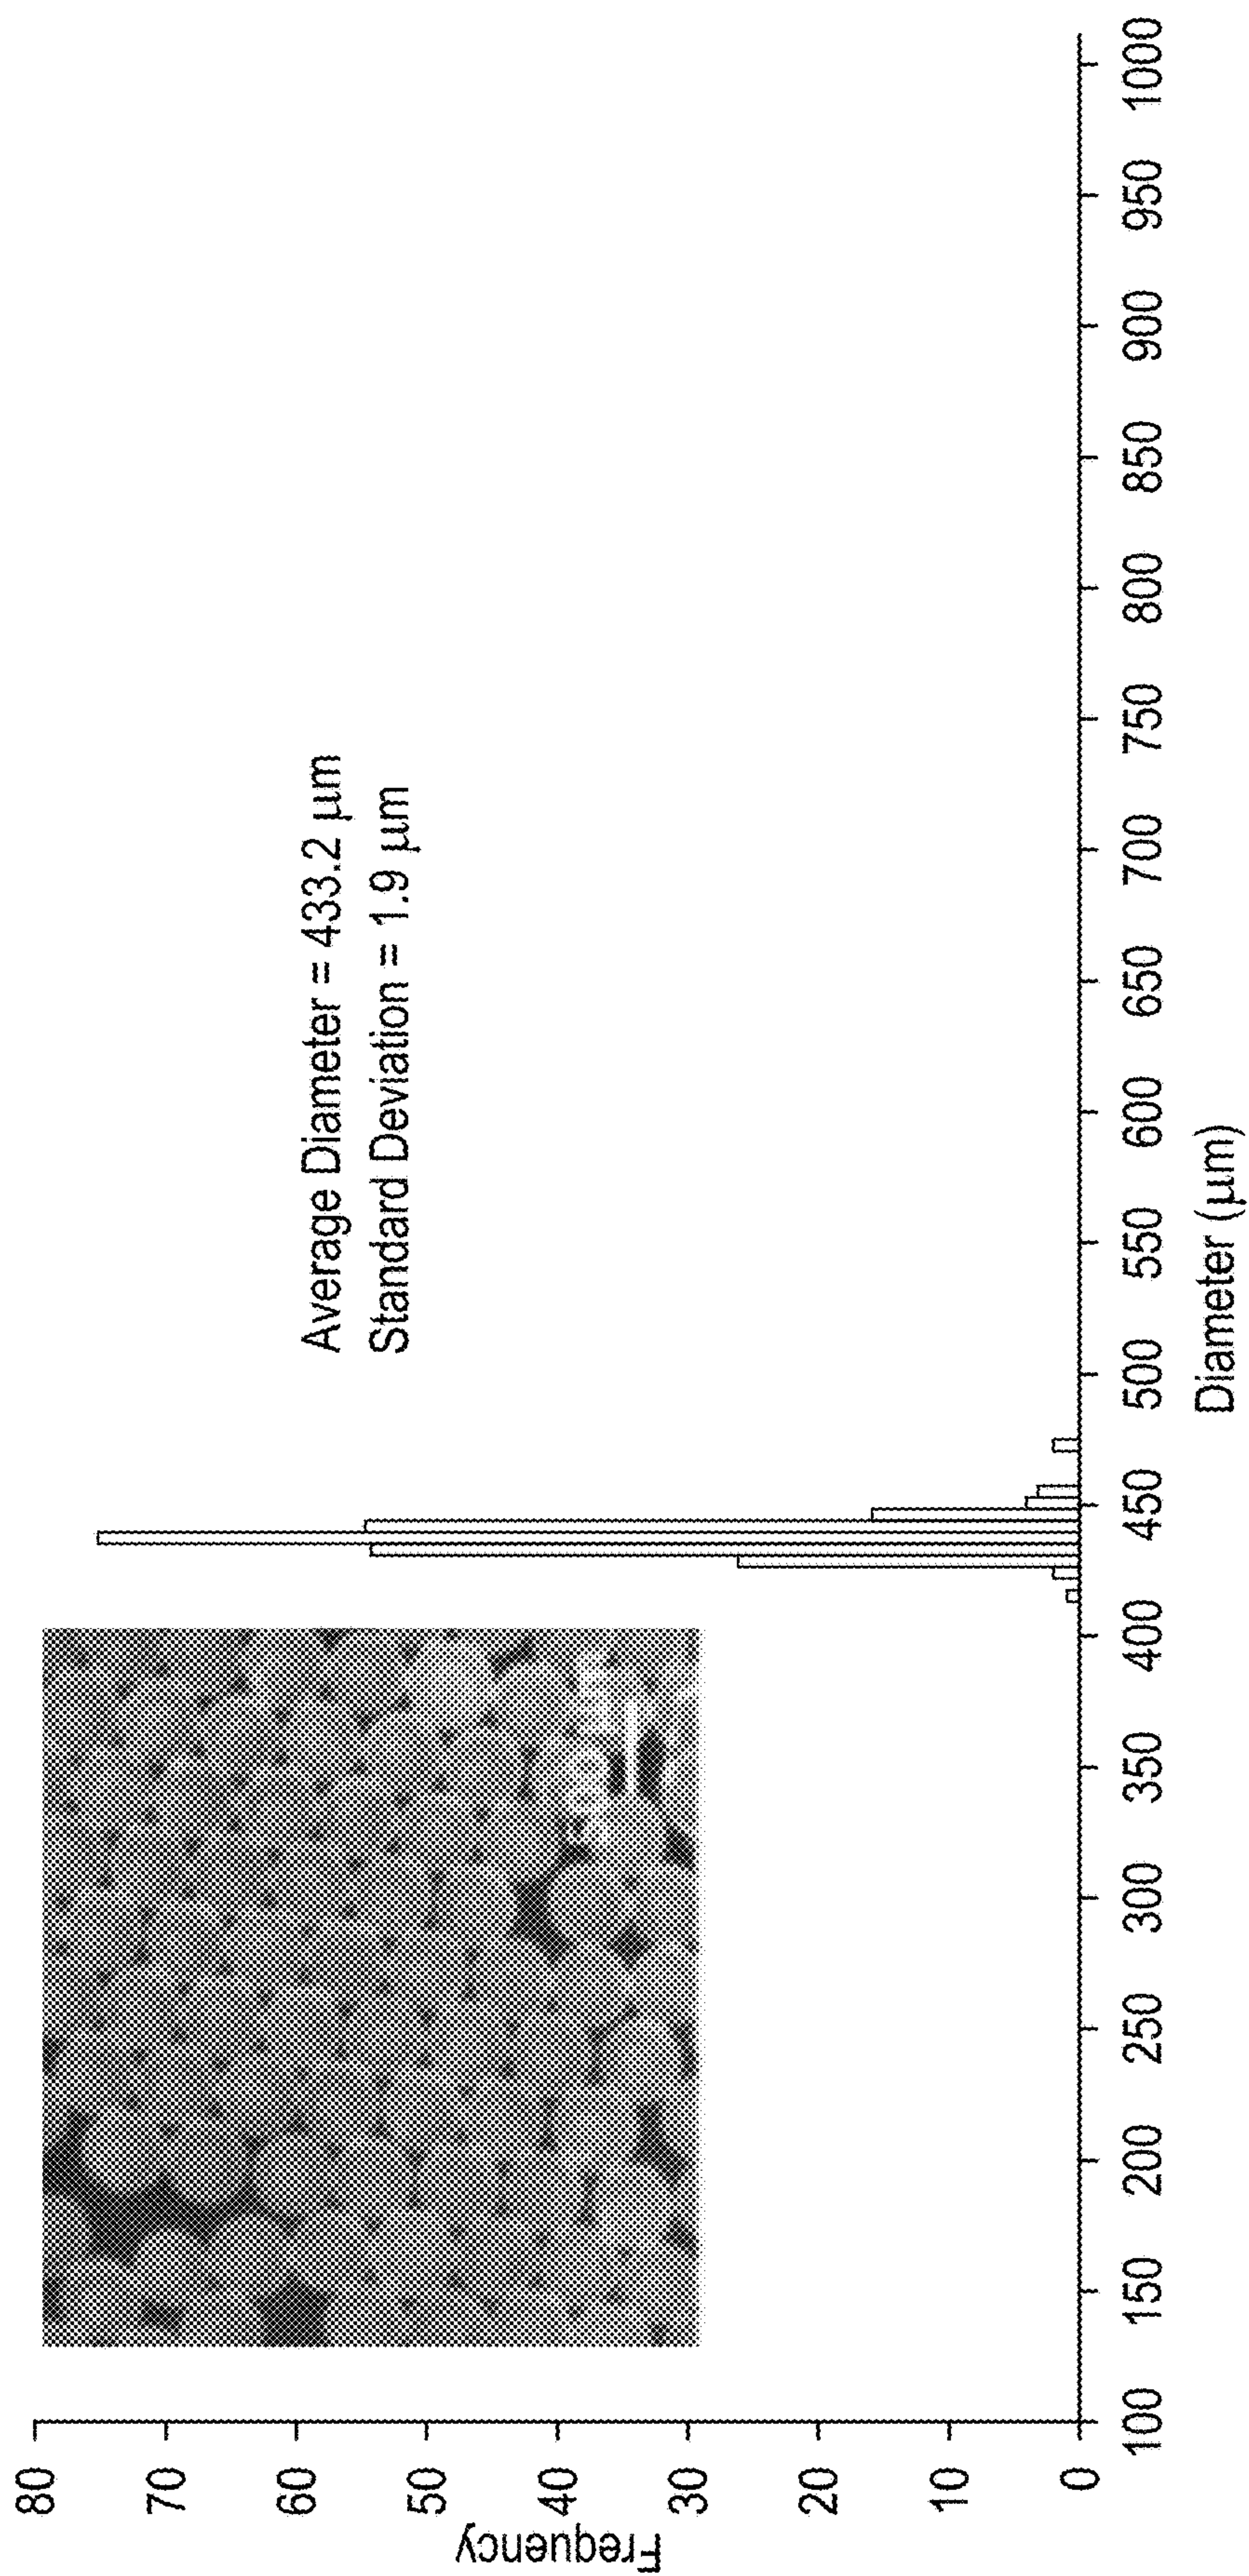 Frequency
80
70
60
50
40
30
20
10
0
Average Diameter = 433.2 μm
Standard Deviation = 1.9 μm
100 150 200 250 300 350 400 450 500 550 600 650 700 750 800 850 900 950 1000
Diameter (μm)